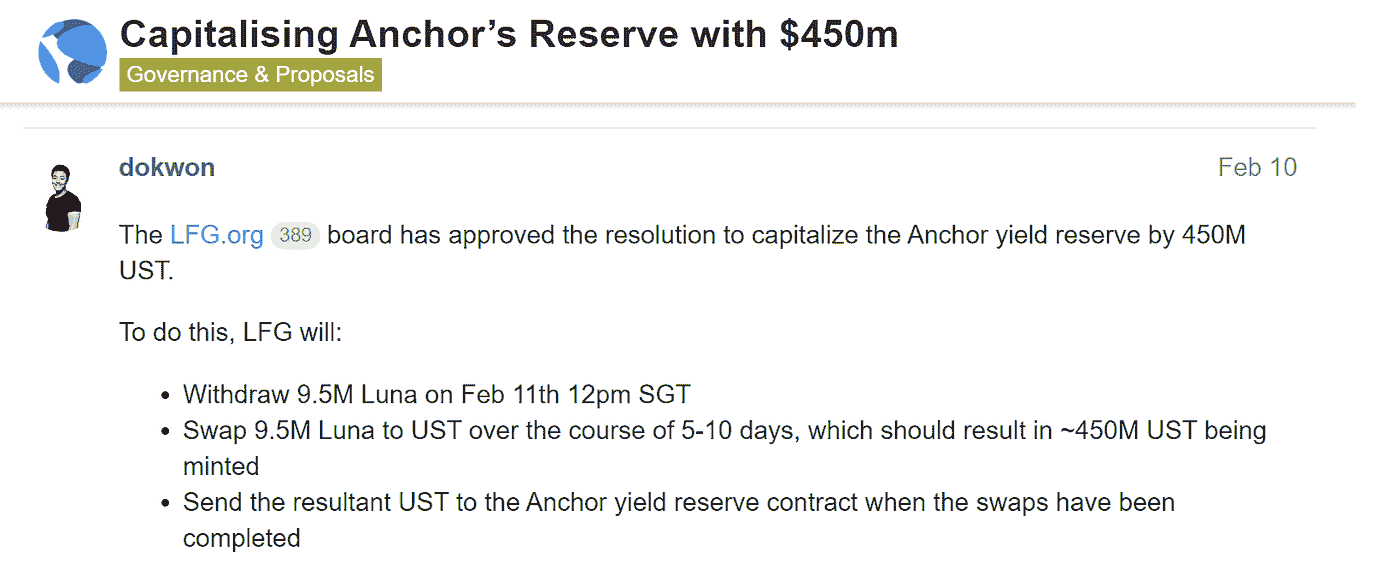 Capitalising Anchor’s Reserve with $450m
Governance & Proposals
dokwon
Feb 10
The LFG.org 389 board has approved the resolution to capitalize the Anchor yield reserve by 450M
UST.
To do this, LFG will:
• Withdraw 9.5M Luna on Feb 11th 12pm SGT
• Swap 9.5M Luna to UST over the course of 5-10 days, which should result in ~450M UST being
minted
• Send the resultant UST to the Anchor yield reserve contract when the swaps have been
completed